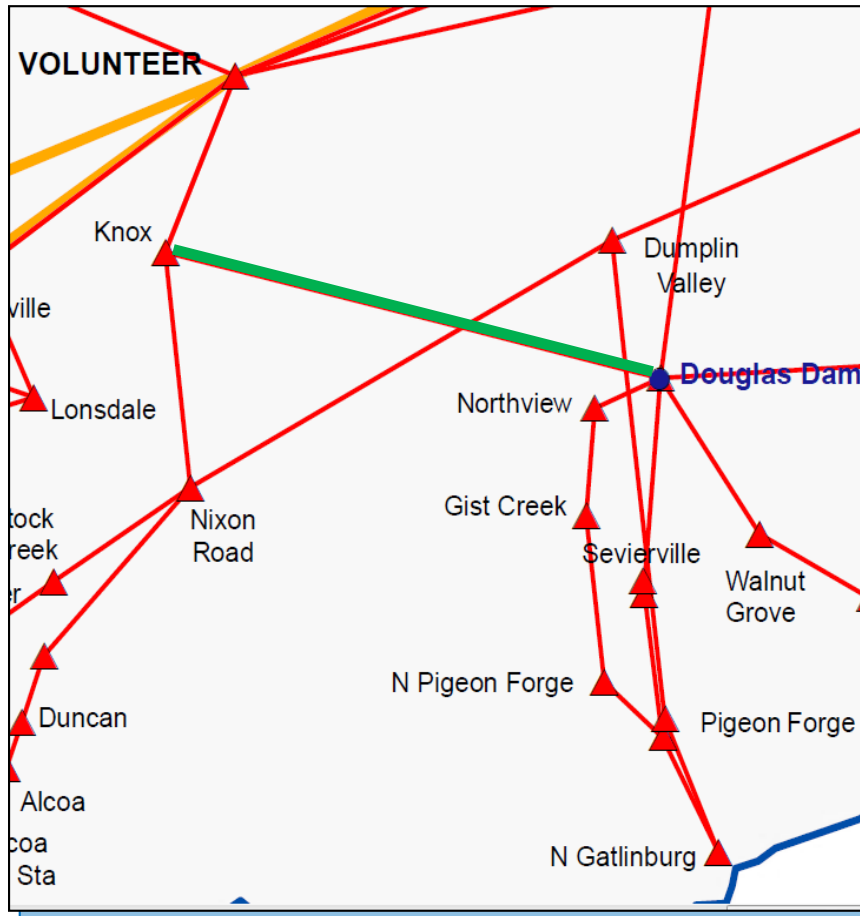 VOLUNTEER
Knox
Dumplin
Valley
ville
Douglas Dam
Lonsdale
Northview
Gist Creek
tock
reek
er
Nixon
Road
Sevierville
Walnut
Grove
N Pigeon Forge
Pigeon Forge
Duncan
Alcoa
coa
Sta
N Gatlinburg